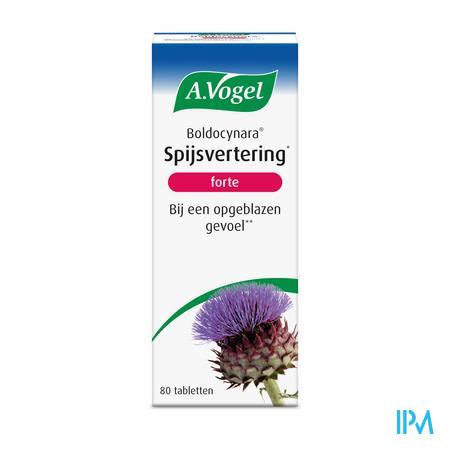 A.Vogel
Boldocynara®
Spijsvertering*
forte
Bij een opgeblazen
gevoel**
80 tabletten
IPM